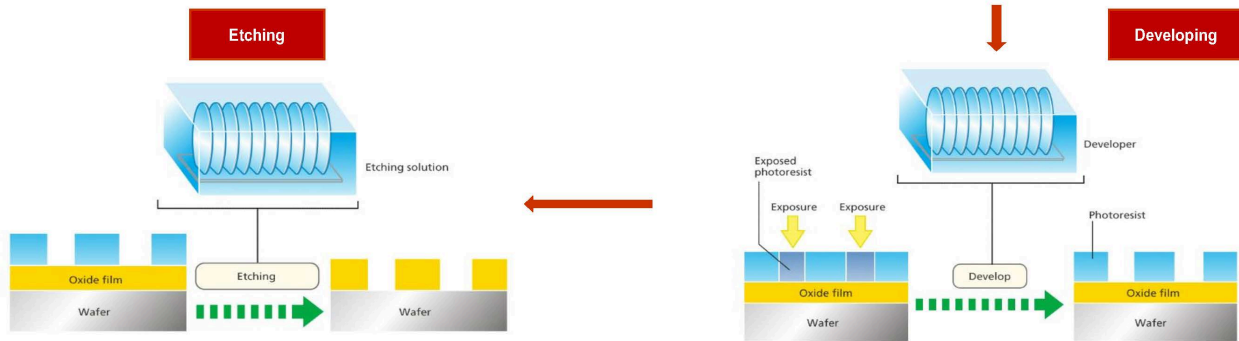 Etching
Etching solution
Oxide film
Wafer
Etching
Wafer
Developing
Developer
Exposed
photoresist
Exposure
Exposure
Photoresist
Oxide film
Wafer
Develop
Oxide film
Wafer